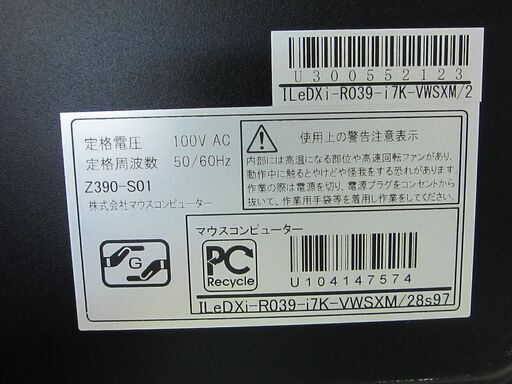 U300552123
ILeDXi-R039-i7K-VWSXM/2
定格電圧 100V AC
定格周波数 50/60Hz
Z390-S01
株式会社マウスコンピューター
使用上の警告注意表示
内部には高温になる部位や高速回転ファンがあり、
動作中に触るとやけどや怪我をする恐れがあります。
作業の際は電源を切り、電源プラグをコンセントから
抜いて、作業用手袋等を着用し作業をしてください。
G
マウスコンピューター
PC
Recycle
U104147574
ILeDXi-R039-i7K-VWSXM/28s97